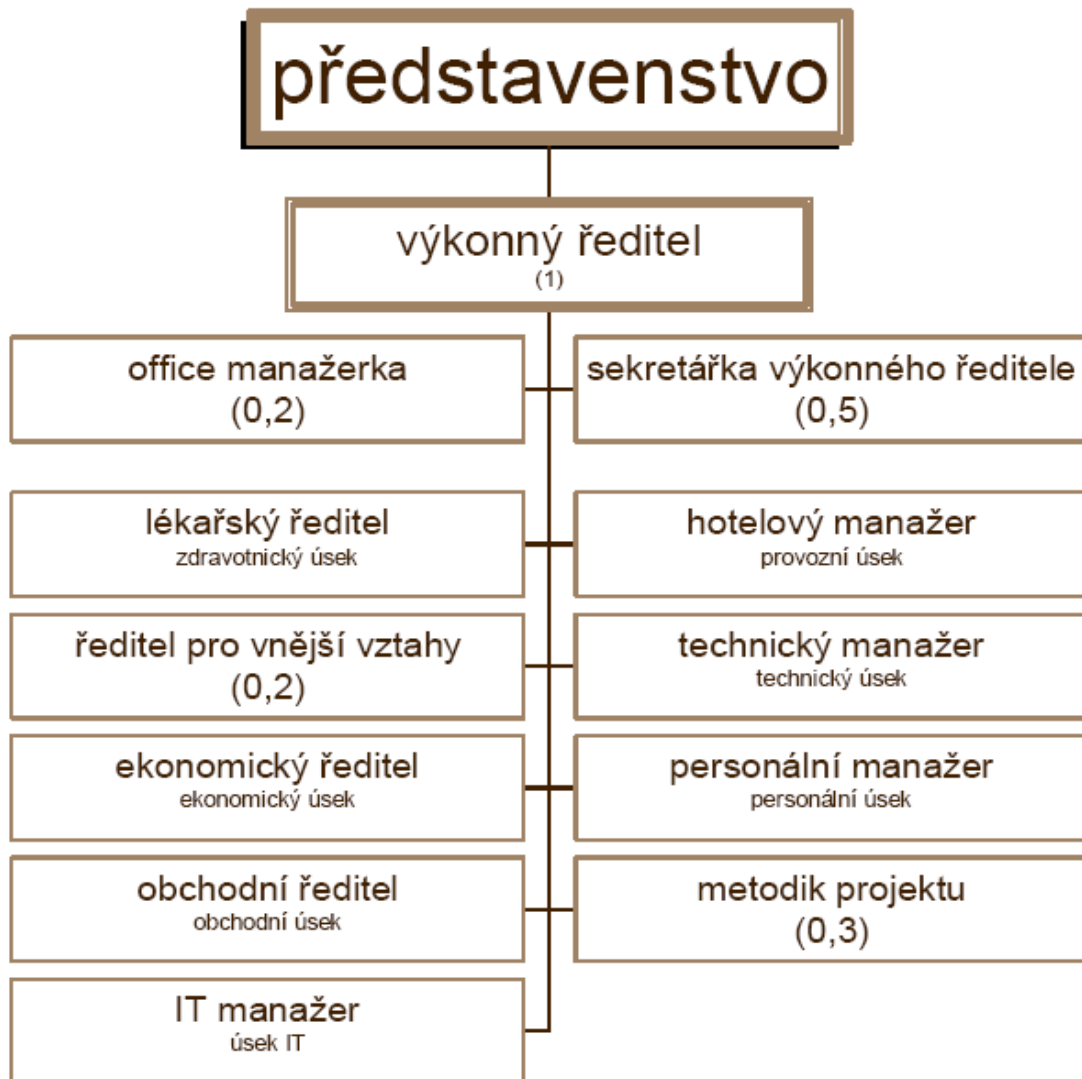 představenstvo
výkonný ředitel
(1)
office manažerka
(0,2)
sekretářka výkonného ředitele
(0,5)
lékařský ředitel
zdravotnický úsek
hotelový manažer
provozní úsek
ředitel pro vnější vztahy
(0,2)
technický manažer
technický úsek
ekonomický ředitel
ekonomický úsek
personální manažer
personální úsek
obchodní ředitel
obchodní úsek
metodik projektu
(0,3)
IT manažer
úsek IT